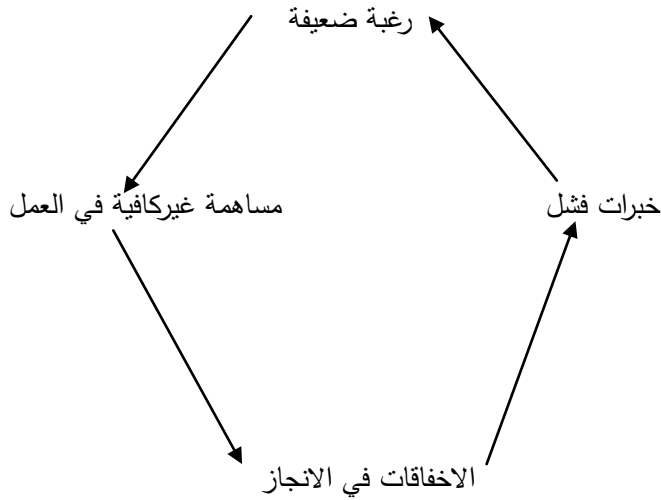 رغبة ضعيفة
خبرات فشل
مساهمة غيركافية في العمل
الاخفاقات في الانجاز